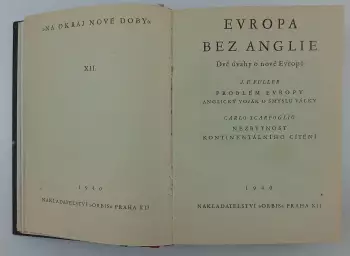 »NA OKRAJ NOVÉ DOBY«
XII.
1940
NAKLADATELSTVÍ »ORBIS« PRAHA XII
EVROPA
BEZ ANGLIE
Dvě úvahy o nové Evropě
J. F. FULLER
PROBLÉM EVROPY
ANGLICKÝ VOJÁK O SMYSLU VÁLKY
CARLO SCARFOGLIO
NEZBYTNOST
KONTINENTÁLNÍHO CÍTĚNÍ
1940
NAKLADATELSTVÍ »ORBIS« PRAHA XII